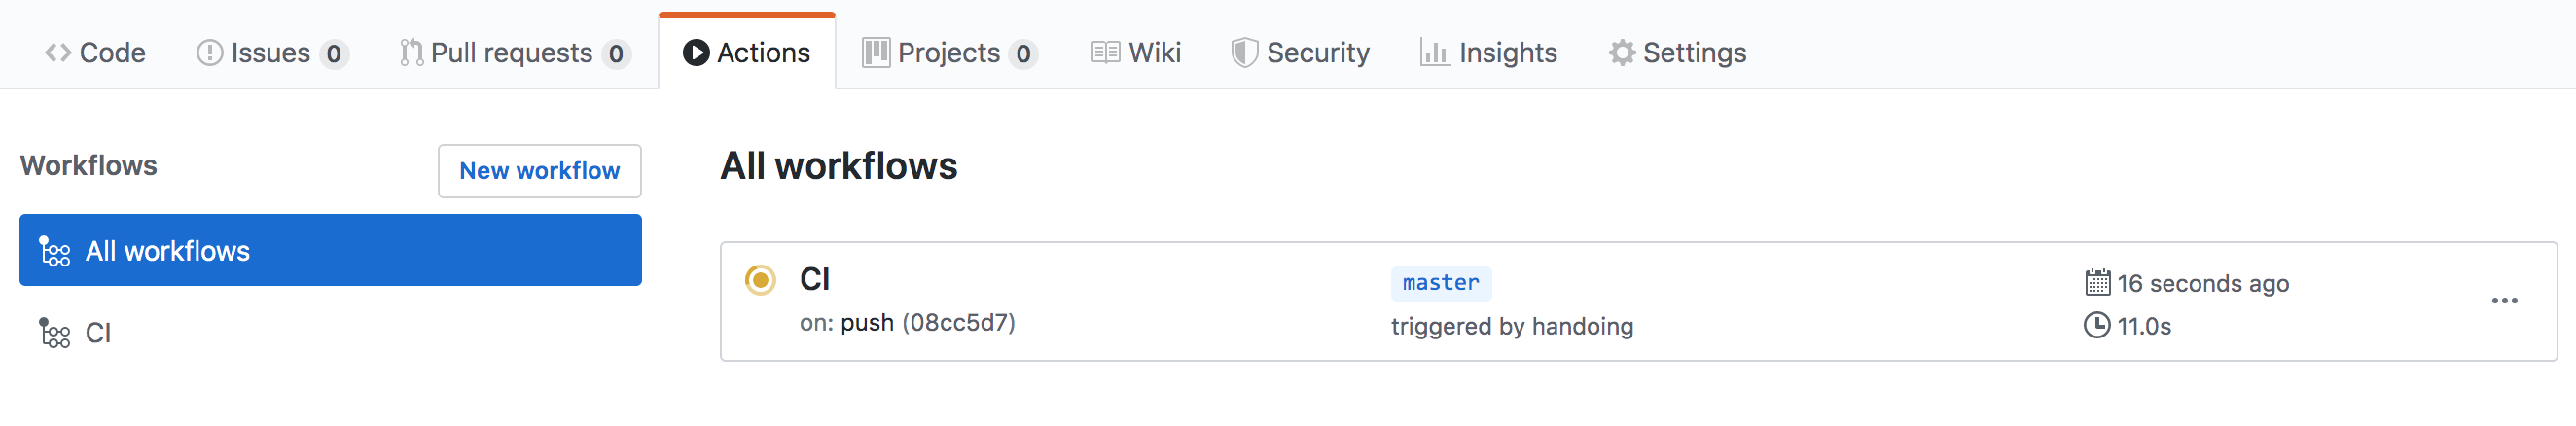 Code Issues 0 Pull requests 0 Actions Projects 0 Wiki Security Insights Settings
Workflows
New workflow
All workflows
CI
All workflows
CI
on: push (08cc5d7)
master
triggered by handoing
16 seconds ago
11.0s